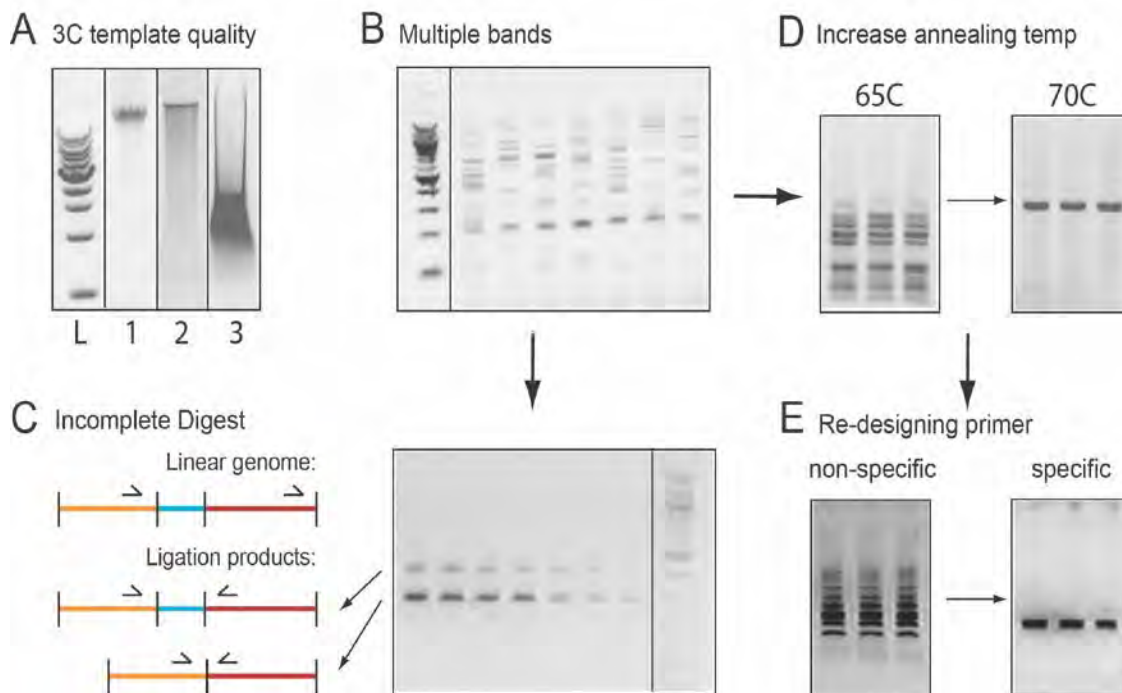 A 3C template quality
L 1 2 3
B Multiple bands
D Increase annealing temp
65C 70C
C Incomplete Digest
Linear genome:
Ligation products:
E Re-designing primer
non-specific specific